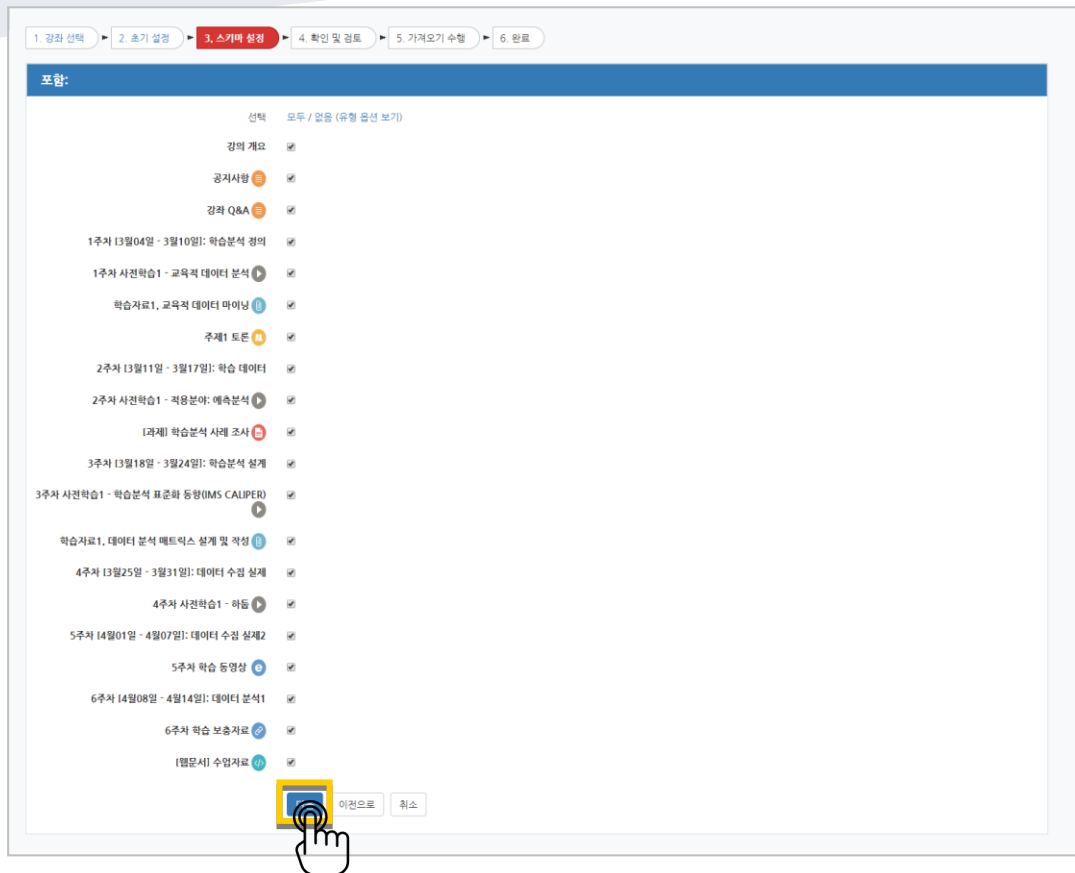 1. 강좌 선택 ► 2. 초기 설정 ► 3. 스키마 설정 ► 4. 확인 및 검토 ► 5. 가져오기 수행 ► 6. 완료
포함:
선택 모두 / 없음 (유형 옵션 보기)
강의 개요
공지사항
강좌 Q&A
1주차 [3월04일 - 3월10일]: 학습분석 정의
1주차 사전학습1 - 교육적 데이터 분석
학습자료1, 교육적 데이터 마이닝
주제1 토론
2주차 [3월11일 - 3월17일]: 학습 데이터
2주차 사전학습1 - 적용분야: 예측분석
[과제] 학습분석 사례 조사
3주차 [3월18일 - 3월24일]: 학습분석 설계
3주차 사전학습1 - 학습분석 표준화 동향(IMS CALIPER)
학습자료1, 데이터 분석 매트릭스 설계 및 작성
4주차 [3월25일 - 3월31일]: 데이터 수집 실제
4주차 사전학습1 - 하둡
5주차 [4월01일 - 4월07일]: 데이터 수집 실제2
5주차 학습 동영상
6주차 [4월08일 - 4월14일]: 데이터 분석1
6주차 학습 보충자료
[웹문서] 수업자료
이전으로 취소